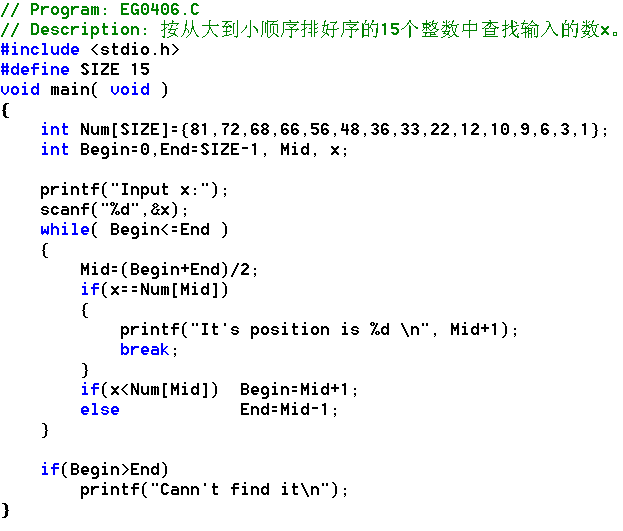 // Program: EG0406.C
// Description: 按从大到小顺序排好序的15个整数中查找输入的数x。
#include <stdio.h>
#define SIZE 15
void main( void )
{
    int Num[SIZE]={81,72,68,66,56,48,36,33,22,12,10,9,6,3,1};
    int Begin=0,End=SIZE-1, Mid, x;

    printf("Input x:");
    scanf("%d",&x);
    while( Begin<=End )
    {
        Mid=(Begin+End)/2;
        if(x==Num[Mid])
        {
            printf("It's position is %d \n", Mid+1);
            break;
        }
        if(x<Num[Mid])  Begin=Mid+1;
        else            End=Mid-1;
    }

    if(Begin>End)
        printf("Cann't find it\n");
}